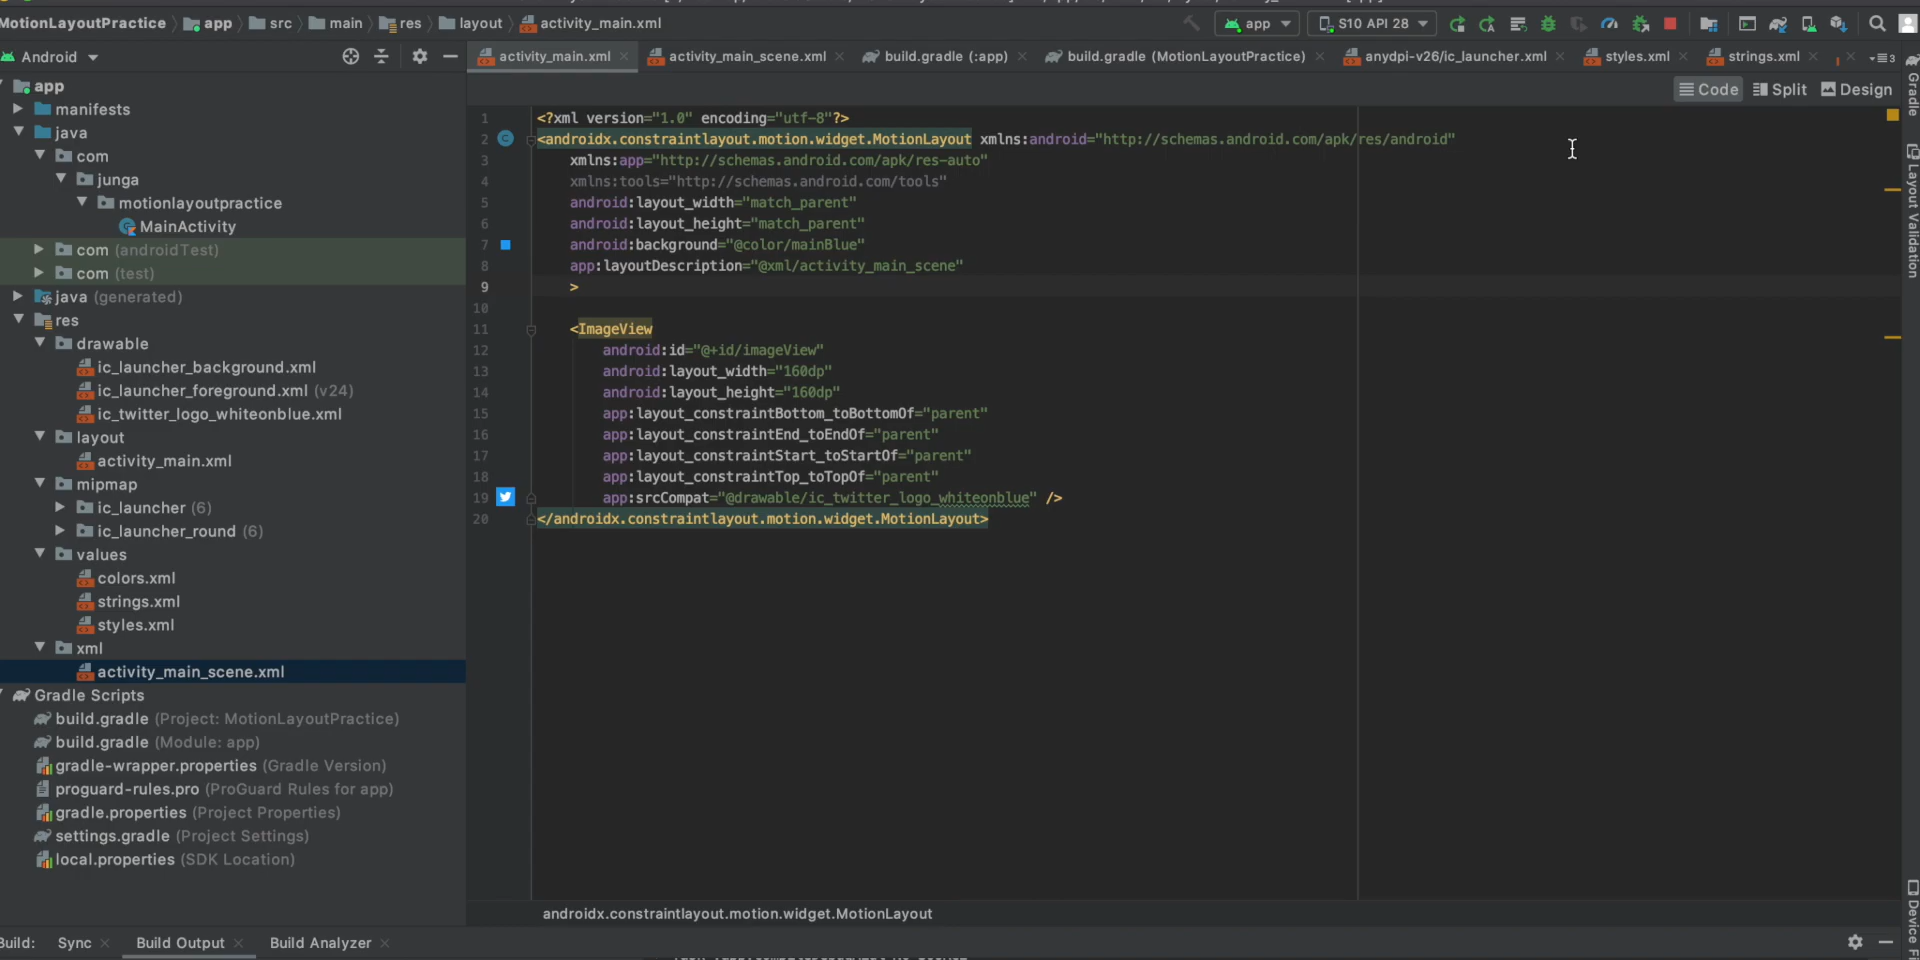 MotionLayoutPractice app src main res layout activity_main.xml app S10 API 28
Android
activity_main.xml activity_main_scene.xml build.gradle (:app) build.gradle (MotionLayoutPractice) anydpi-v26/ic_launcher.xml styles.xml strings.xml
Code Split Design
app
manifests
java
com
junga
motionlayoutpractice
MainActivity
com (androidTest)
com (test)
java (generated)
res
drawable
ic_launcher_background.xml
ic_launcher_foreground.xml (v24)
ic_twitter_logo_whiteonblue.xml
layout
activity_main.xml
mipmap
ic_launcher (6)
ic_launcher_round (6)
values
colors.xml
strings.xml
styles.xml
xml
activity_main_scene.xml
Gradle Scripts
build.gradle (Project: MotionLayoutPractice)
build.gradle (Module: app)
gradle-wrapper.properties (Gradle Version)
proguard-rules.pro (ProGuard Rules for app)
gradle.properties (Project Properties)
settings.gradle (Project Settings)
local.properties (SDK Location)
1 <?xml version="1.0" encoding="utf-8"?>
2 <androidx.constraintlayout.motion.widget.MotionLayout xmlns:android="http://schemas.android.com/apk/res/android"
3 xmlns:app="http://schemas.android.com/apk/res-auto"
4 xmlns:tools="http://schemas.android.com/tools"
5 android:layout_width="match_parent"
6 android:layout_height="match_parent"
7 android:background="@color/mainBlue"
8 app:layoutDescription="@xml/activity_main_scene"
9 >
10
11 <ImageView
12 android:id="@+id/imageView"
13 android:layout_width="160dp"
14 android:layout_height="160dp"
15 app:layout_constraintBottom_toBottomOf="parent"
16 app:layout_constraintEnd_toEndOf="parent"
17 app:layout_constraintStart_toStartOf="parent"
18 app:layout_constraintTop_toTopOf="parent"
19 app:srcCompat="@drawable/ic_twitter_logo_whiteonblue" />
20 </androidx.constraintlayout.motion.widget.MotionLayout>
androidx.constraintlayout.motion.widget.MotionLayout
Gradle
Layout Validation
Device Fi
Build: Sync Build Output Build Analyzer